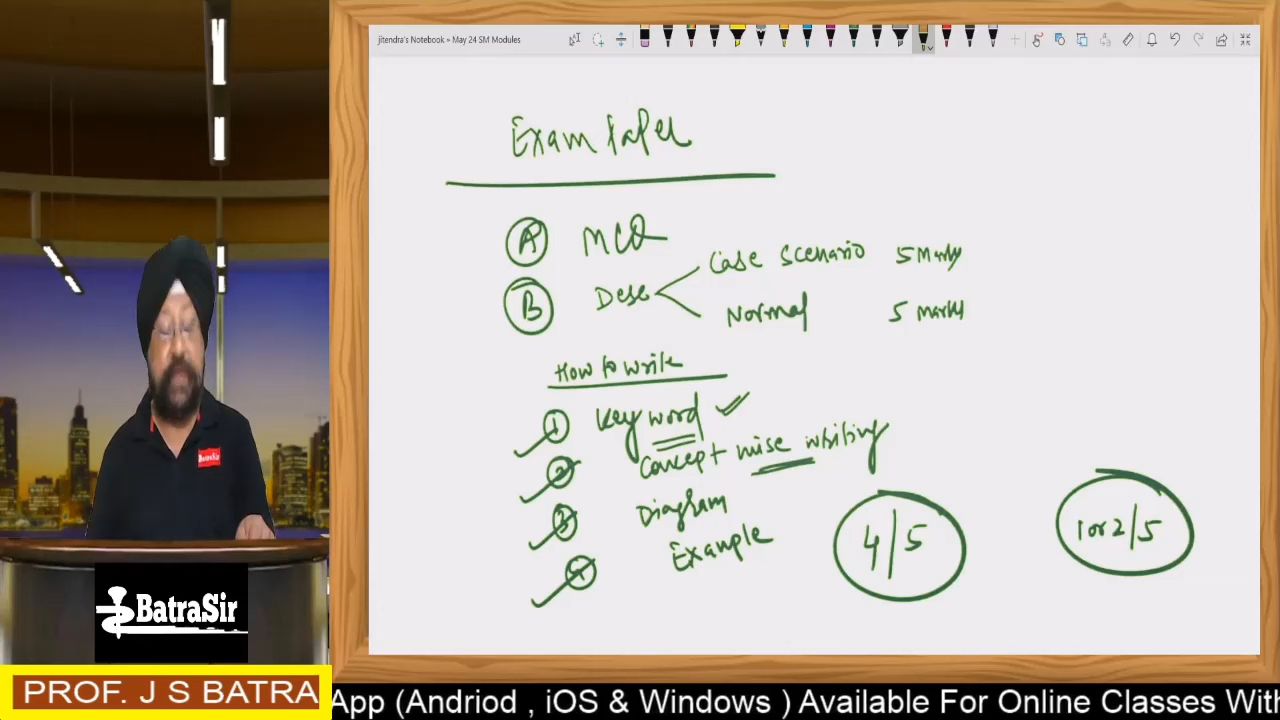 jitendra's Notebook » May 24 SM Modules
Exam Paper
A MCQ
B Desc
Case Scenario 5 Marks
Normal 5 marks
How to write
1 Keyword
2 Concept wise writing
3 Diagram
4 Example
4/5
1 or 2/5
BatraSir
BatraSir
PROF. J S BATRA
App (Andriod , iOS & Windows ) Available For Online Classes With